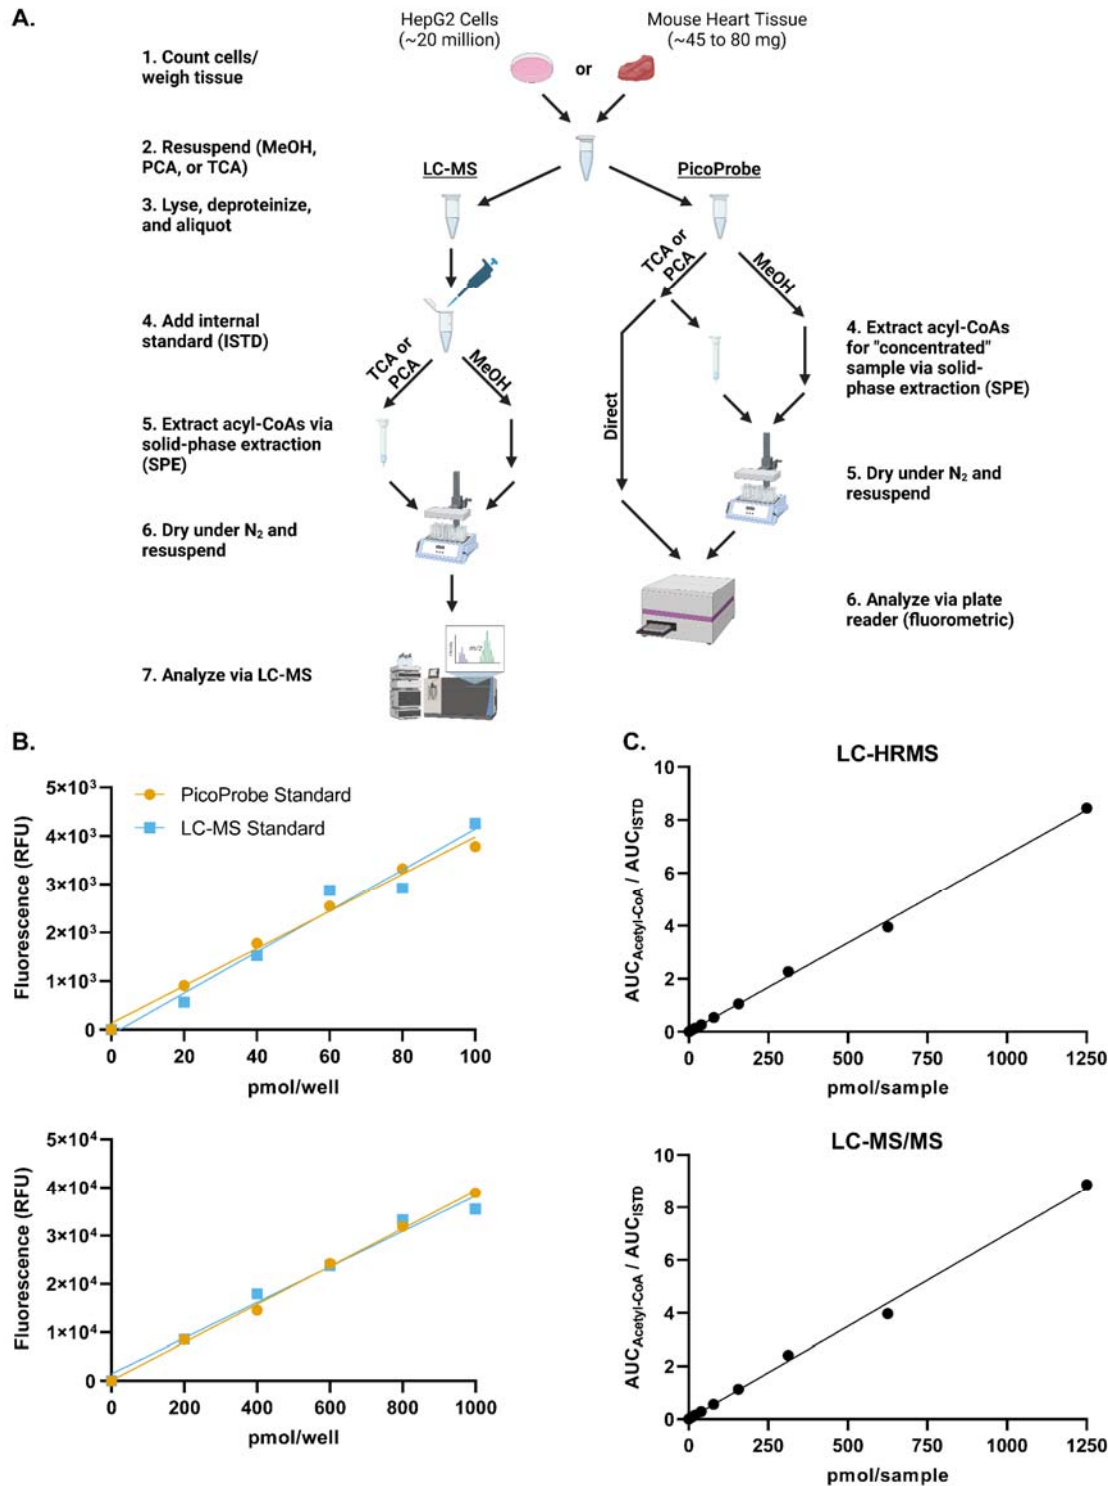 A.
HepG2 Cells
(~20 million)
Mouse Heart Tissue
(~45 to 80 mg)
1. Count cells/
weigh tissue
or
2. Resuspend (MeOH,
PCA, or TCA)
LC-MS
PicoProbe
3. Lyse, deproteinize,
and aliquot
TCA or
PCA
MeOH
4. Add internal
standard (ISTD)
TCA or
PCA
MeOH
4. Extract acyl-CoAs
for "concentrated"
sample via solid-
phase extraction (SPE)
Direct
5. Extract acyl-CoAs via
solid-phase extraction
(SPE)
5. Dry under N₂ and
resuspend
6. Dry under N₂ and
resuspend
6. Analyze via plate
reader (fluorometric)
Intensity
m/z
7. Analyze via LC-MS
B.
PicoProbe Standard
LC-MS Standard
Fluorescence (RFU)
5×10³
4×10³
3×10³
2×10³
1×10³
0
0 20 40 60 80 100
pmol/well
Fluorescence (RFU)
5×10⁴
4×10⁴
3×10⁴
2×10⁴
1×10⁴
0
0 200 400 600 800 1000
pmol/well
C.
LC-HRMS
AUC_Acetyl-CoA / AUC_ISTD
10
8
6
4
2
0
0 250 500 750 1000 1250
pmol/sample
LC-MS/MS
AUC_Acetyl-CoA / AUC_ISTD
10
8
6
4
2
0
0 250 500 750 1000 1250
pmol/sample